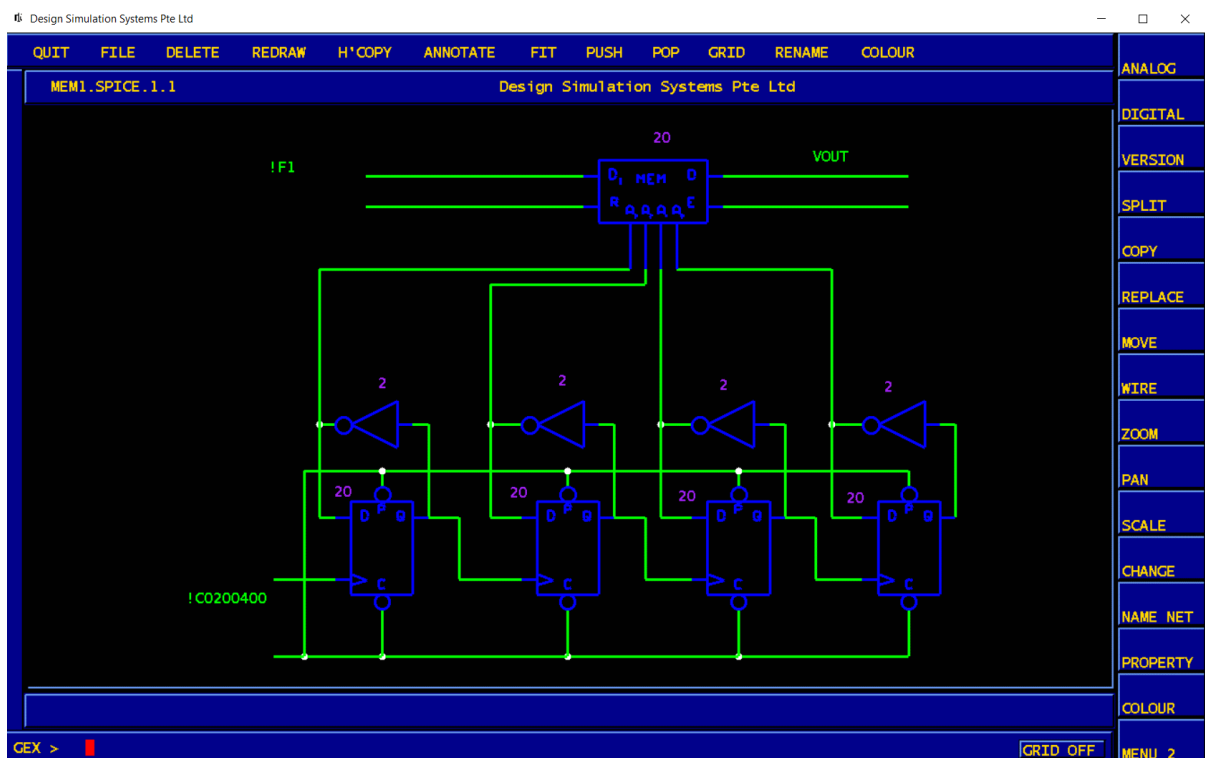 Design Simulation Systems Pte Ltd
QUIT FILE DELETE REDRAW H'COPY ANNOTATE FIT PUSH POP GRID RENAME COLOUR
MEM1.SPICE.1.1 Design Simulation Systems Pte Ltd
ANALOG
DIGITAL
VERSION
SPLIT
COPY
REPLACE
MOVE
WIRE
ZOOM
PAN
SCALE
CHANGE
NAME NET
PROPERTY
COLOUR
MENU 2
20
!F1 VOUT
D MEM D
R A A A A E
2 2 2 2
20 20 20 20
D P D P D P D P
C C C C
!C0200400
GEX > GRID OFF